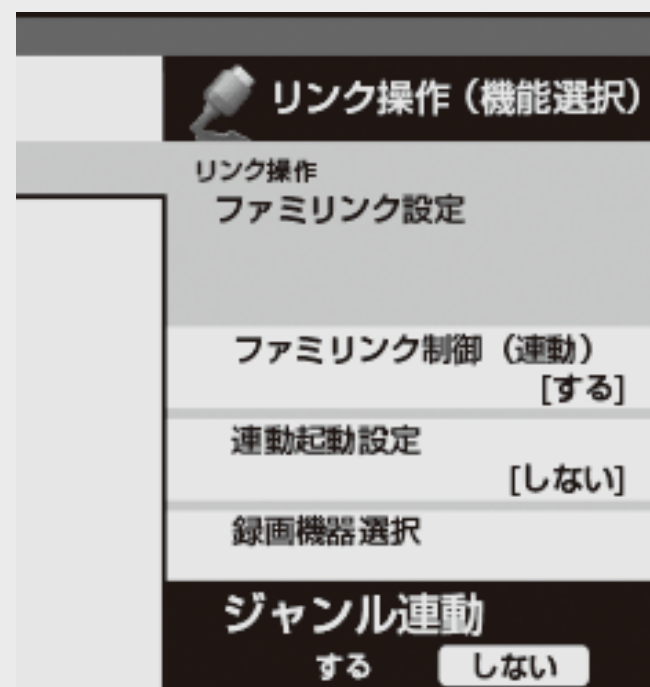 リンク操作（機能選択）
リンク操作
ファミリンク設定
ファミリンク制御（連動）
[する]
連動起動設定
[しない]
録画機器選択
ジャンル連動
する しない